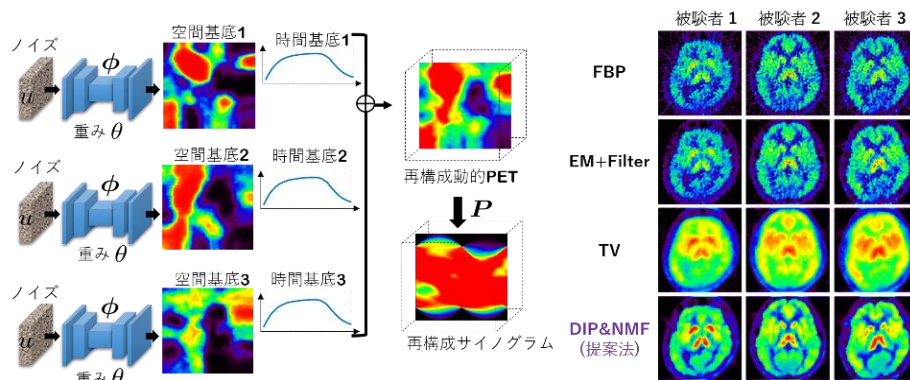 ノイズ
u
ϕ
重み θ
空間基底1
時間基底1
ノイズ
u
ϕ
重み θ
空間基底2
時間基底2
ノイズ
u
ϕ
重み θ
空間基底3
時間基底3
再構成動的PET
P
再構成サイノグラム
被験者 1
被験者 2
被験者 3
FBP
EM+Filter
TV
DIP&NMF
(提案法)